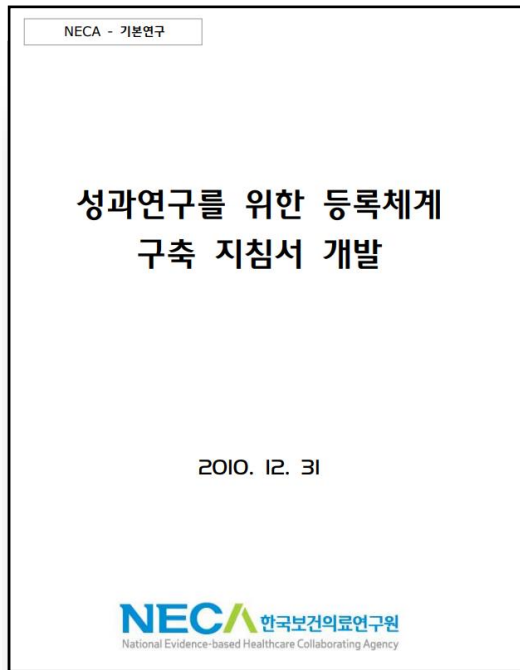 NECA - 기본연구
성과연구를 위한 등록체계
구축 지침서 개발
2010. 12. 31
NECA 한국보건의료연구원
National Evidence-based Healthcare Collaborating Agency